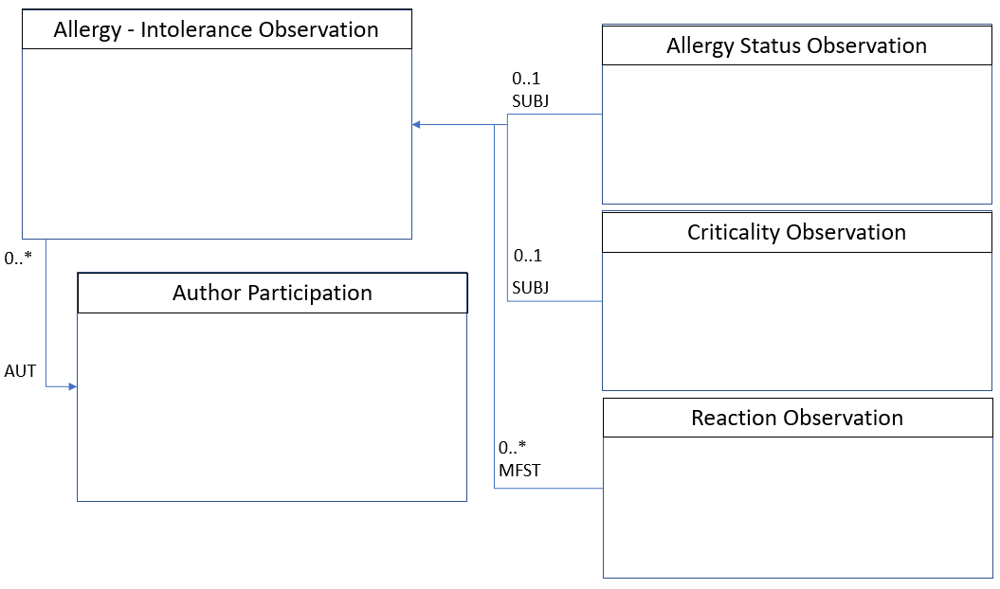 Allergy - Intolerance Observation
Allergy Status Observation
0..1
SUBJ
Criticality Observation
0..1
SUBJ
0..*
Author Participation
AUT
Reaction Observation
0..*
MFST